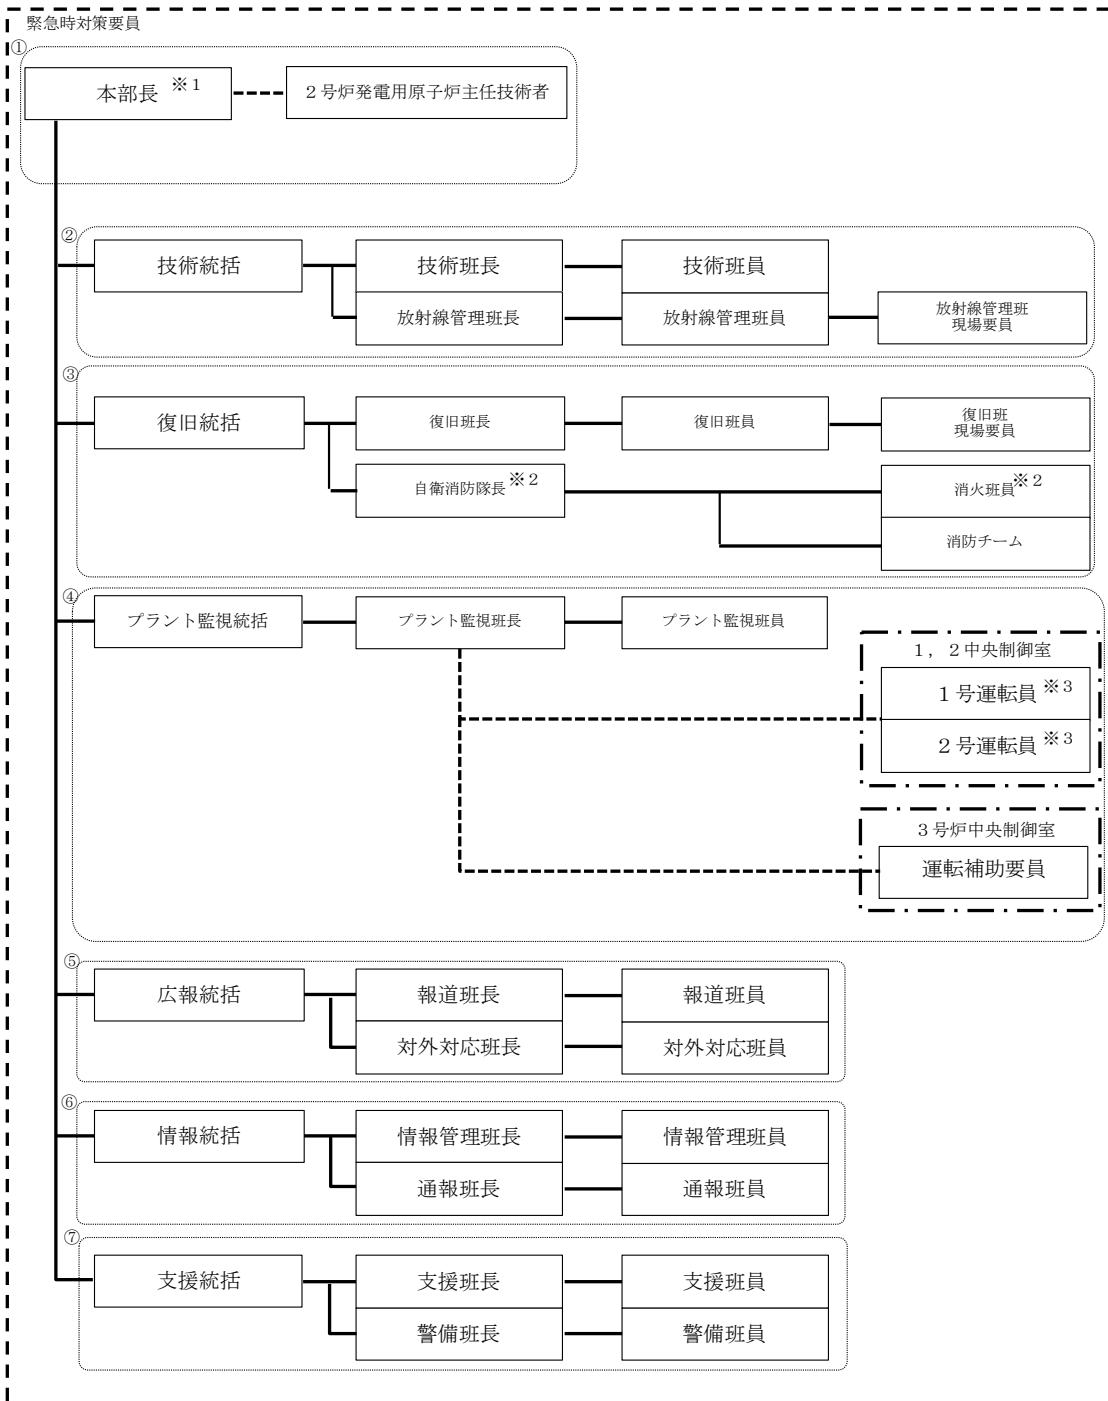 緊急時対策要員
①
本部長 ※1
2号炉発電用原子炉主任技術者
②
技術統括
技術班長
技術班員
放射線管理班長
放射線管理班員
放射線管理班
現場要員
③
復旧統括
復旧班長
復旧班員
復旧班
現場要員
自衛消防隊長※2
消火班員※2
消防チーム
④
プラント監視統括
プラント監視班長
プラント監視班員
1,2中央制御室
1号運転員※3
2号運転員※3
3号炉中央制御室
運転補助要員
⑤
広報統括
報道班長
報道班員
対外対応班長
対外対応班員
⑥
情報統括
情報管理班長
情報管理班員
通報班長
通報班員
⑦
支援統括
支援班長
支援班員
警備班長
警備班員